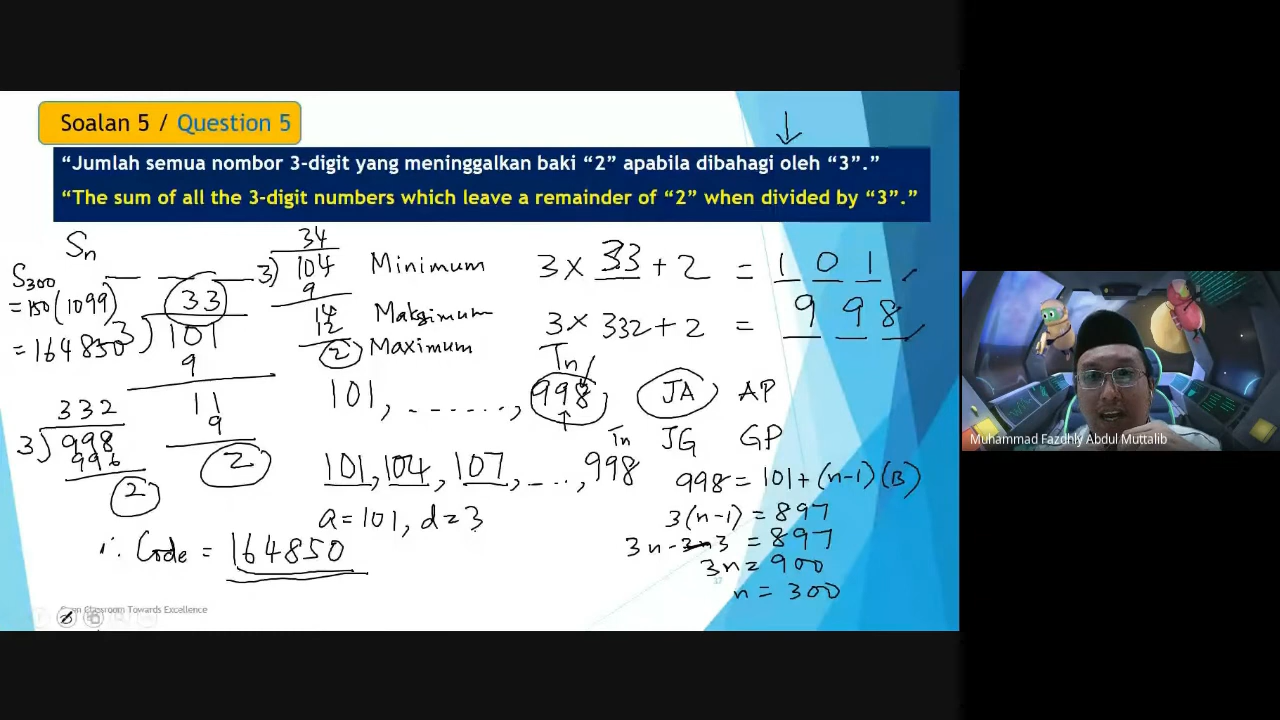 Soalan 5 / Question 5
“Jumlah semua nombor 3-digit yang meninggalkan baki “2” apabila dibahagi oleh “3”.”
“The sum of all the 3-digit numbers which leave a remainder of “2” when divided by “3”.”
Sn
S300
= 150 (1099)
= 164850
33
3) 101
9
11
9
2
34
3) 104
9
14
12
2
Minimum
Maksimum
Maximum
3 × 33 + 2 = 101
3 × 332 + 2 = 998
Tn
101, ......, 998
JA AP
JG GP
Tn
101, 104, 107, ..., 998
a = 101, d = 3
332
3) 998
996
2
∴ Code = 164850
998 = 101 + (n-1)(3)
3(n-1) = 897
3n - 3 = 897
3n = 900
n = 300
37
Classroom Towards Excellence
Muhammad Fazdhly Abdul Muttalib